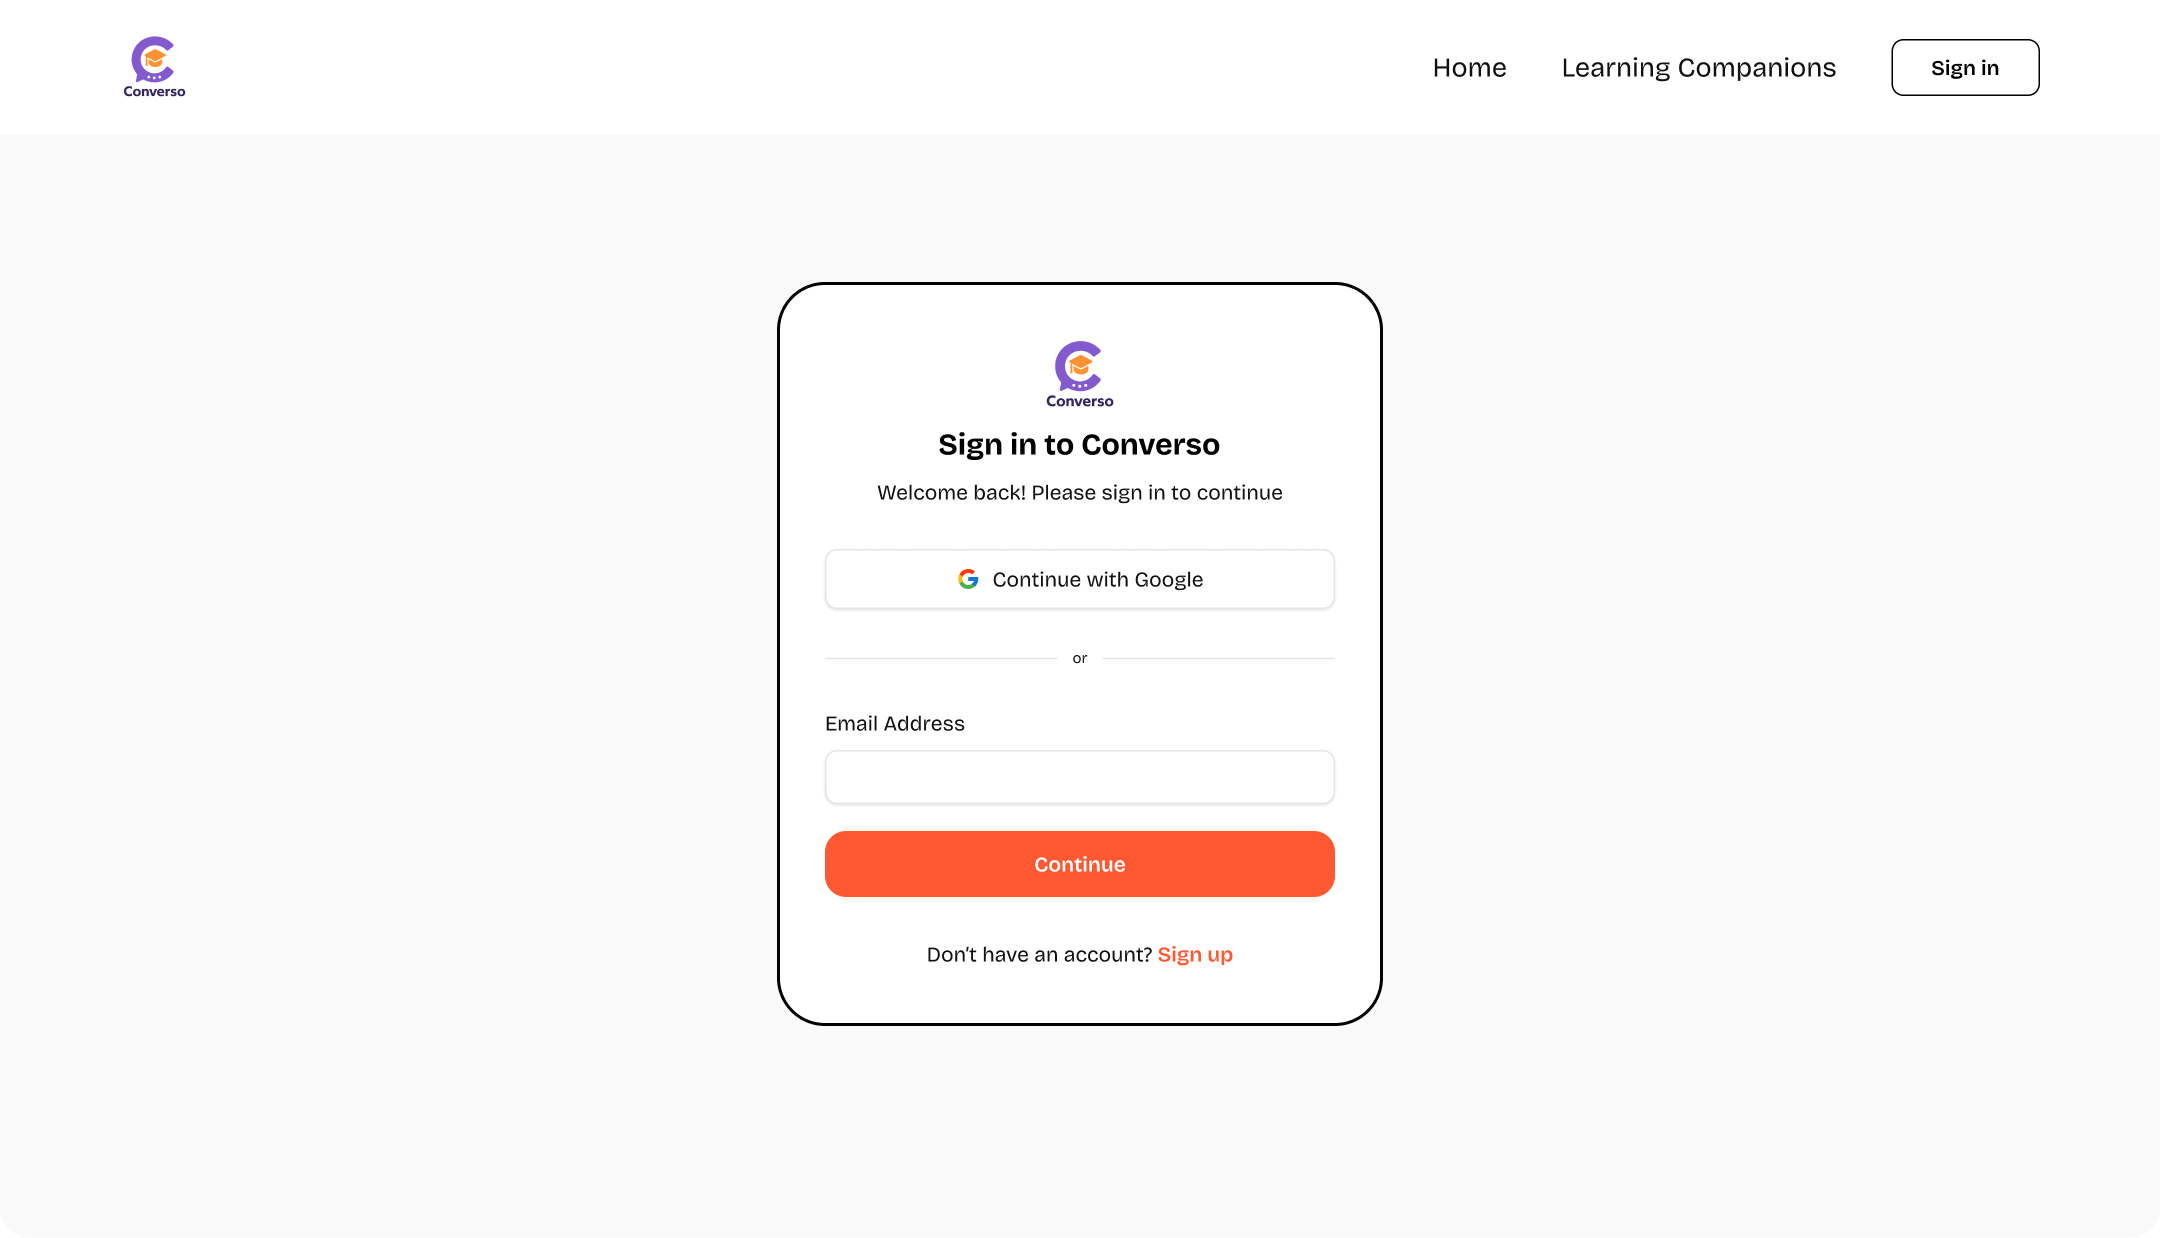 Converso
Home
Learning Companions
Sign in
Converso
Sign in to Converso
Welcome back! Please sign in to continue
Continue with Google
or
Email Address
Continue
Don’t have an account? Sign up